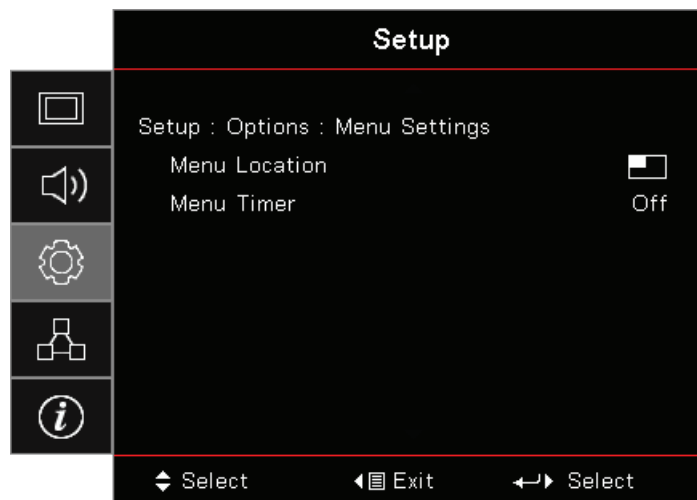 Setup
Setup : Options : Menu Settings
Menu Location
Menu Timer Off
Select Exit Select